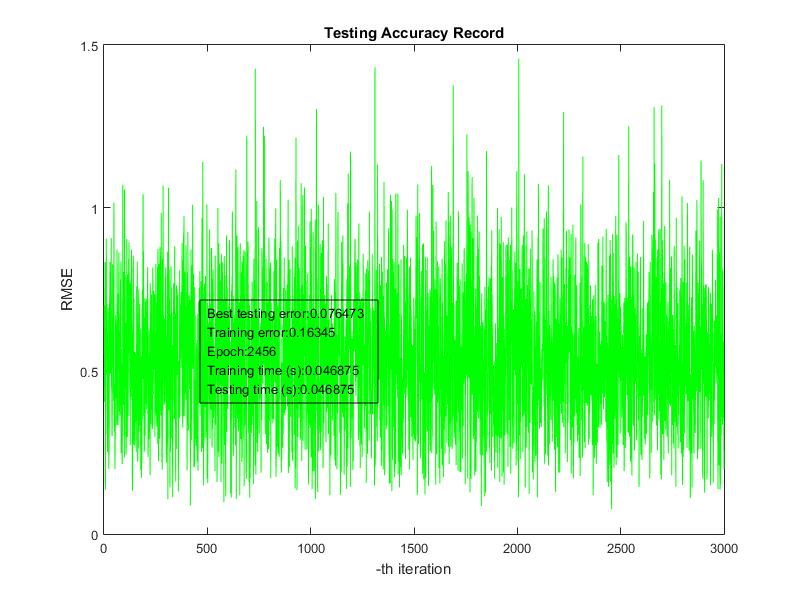 Testing Accuracy Record
1.5
1
0.5
0
RMSE
Best testing error:0.076473
Training error:0.16345
Epoch:2456
Training time (s):0.046875
Testing time (s):0.046875
0 500 1000 1500 2000 2500 3000
-th iteration